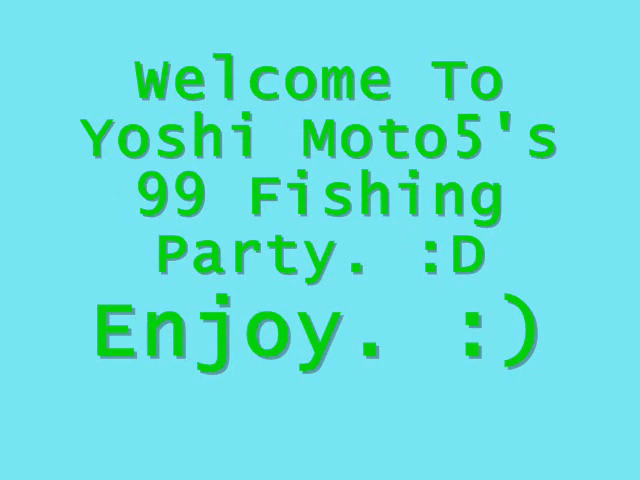 Welcome To
Yoshi Moto5's
99 Fishing
Party. :D
Enjoy. :)